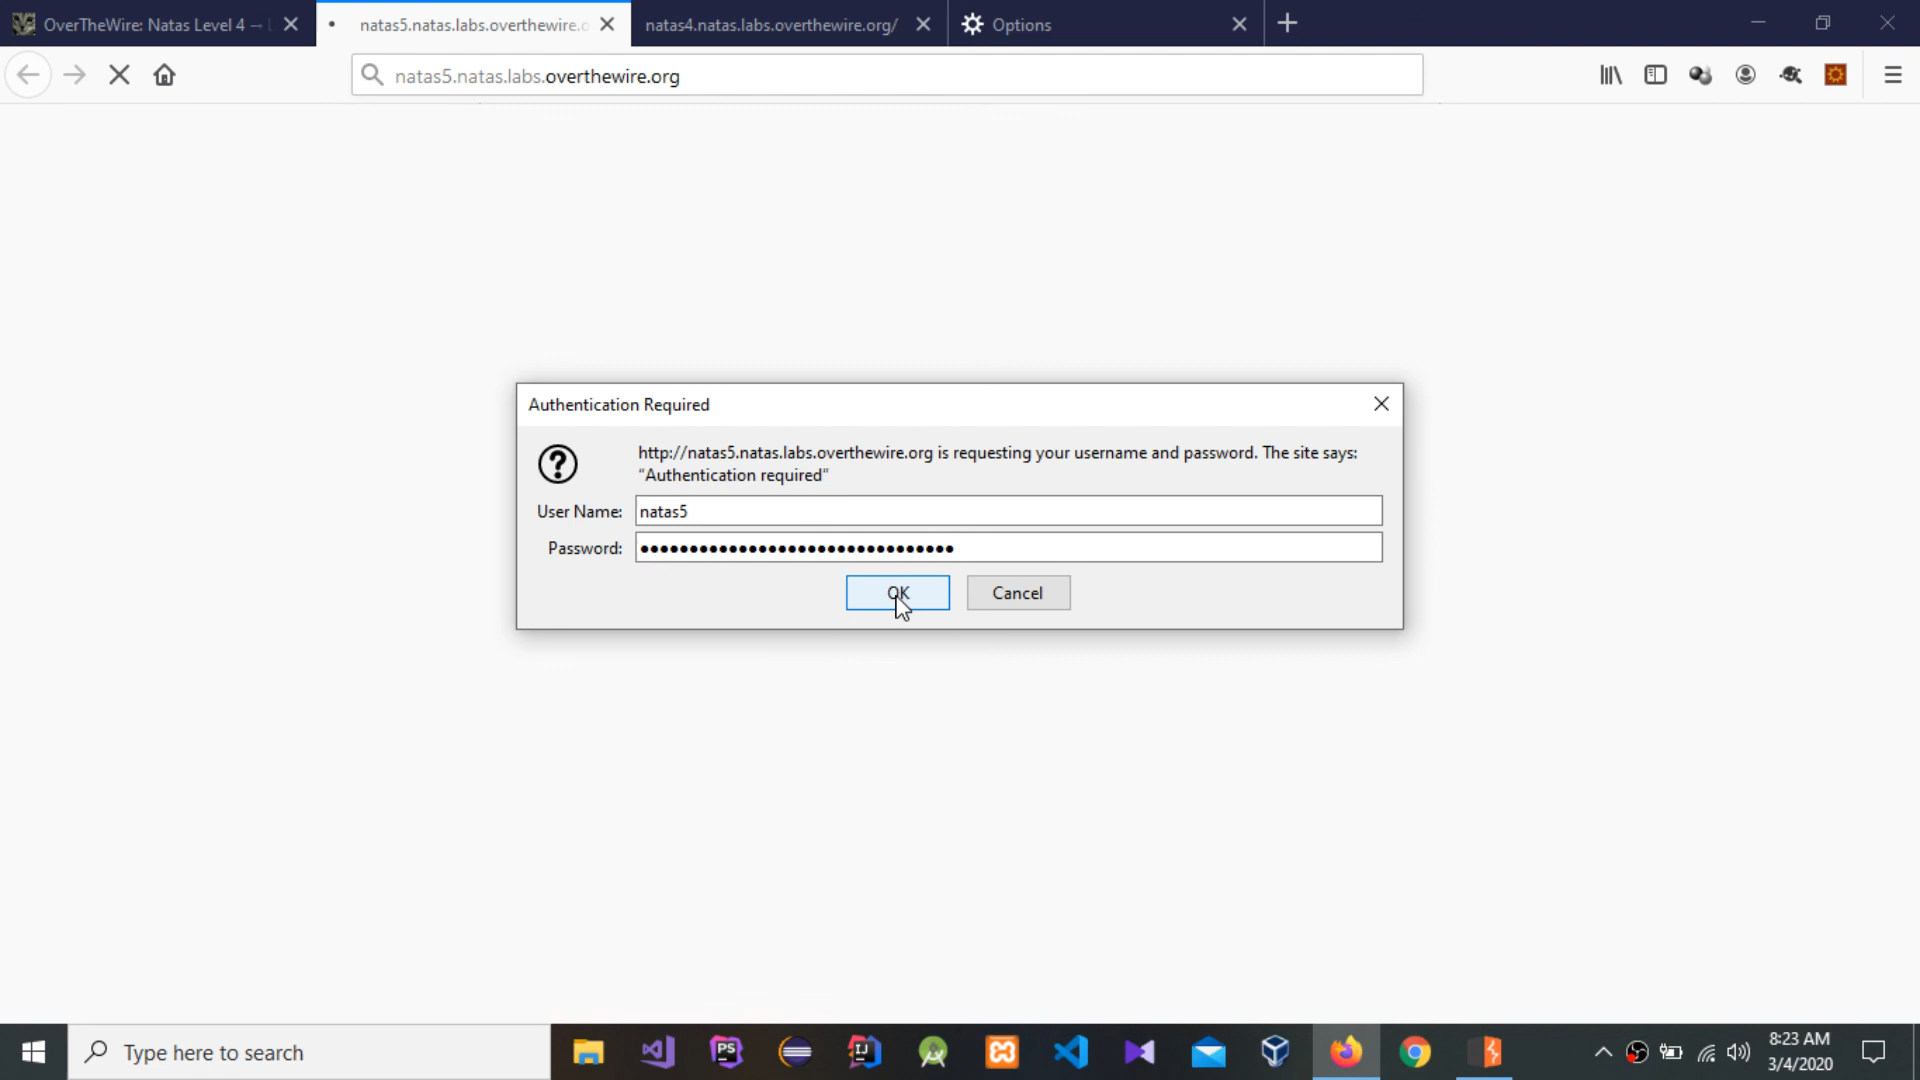 OverTheWire: Natas Level 4 →
natas5.natas.labs.overthewire.o
natas4.natas.labs.overthewire.org/
Options
natas5.natas.labs.overthewire.org
Authentication Required
http://natas5.natas.labs.overthewire.org is requesting your username and password. The site says:
“Authentication required”
User Name: natas5
Password: ••••••••••••••••••••••••••••••••
OK
Cancel
Type here to search
PS
IJ
8:23 AM
3/4/2020